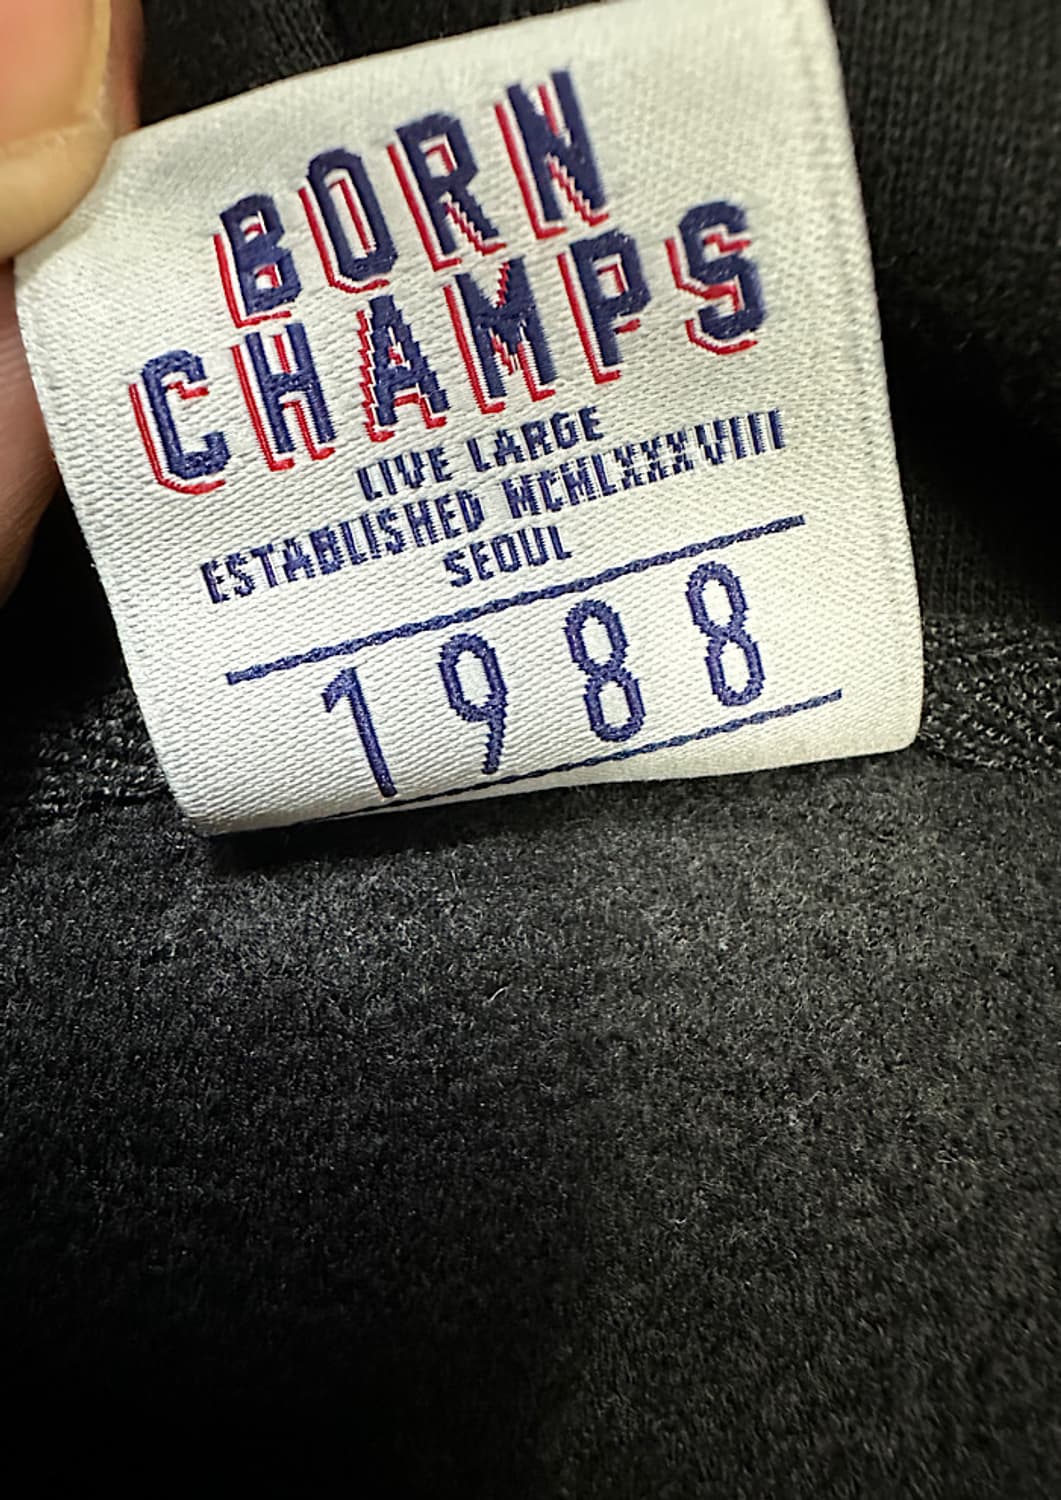 BORN
CHAMPS
LIVE LARGE
ESTABLISHED MCMLXXXVIII
SEOUL
1988